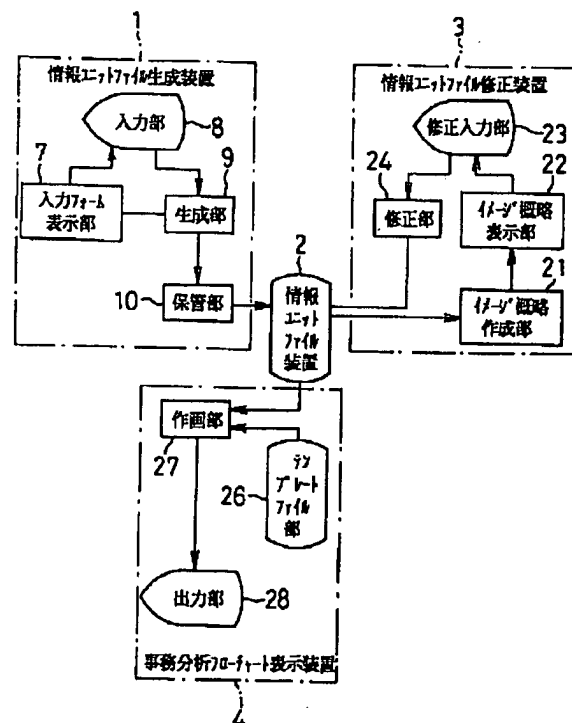 1
情報ユニットファイル生成装置
入力部
8
7
入力フォーム
表示部
9
生成部
10
保管部
3
情報ユニットファイル修正装置
修正入力部
23
24
修正部
22
イメージ概略
表示部
21
イメージ概略
作成部
2
情報
ユニット
ファイル
装置
作画部
27
26
テン
プレート
ファイル
部
出力部
28
事務分析フローチャート表示装置
4